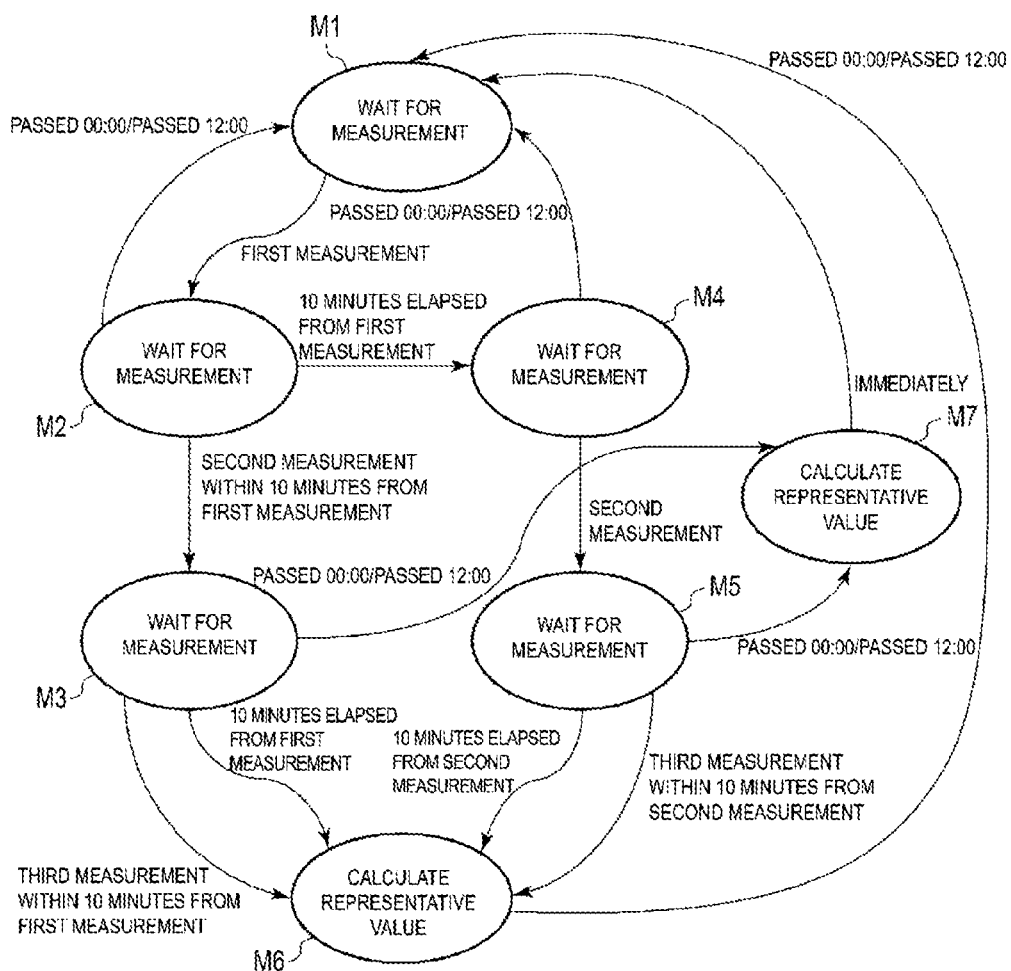 M1
PASSED 00:00/PASSED 12:00
WAIT FOR
MEASUREMENT
PASSED 00:00/PASSED 12:00
PASSED 00:00/PASSED 12:00
FIRST MEASUREMENT
M4
10 MINUTES ELAPSED
FROM FIRST
MEASUREMENT
WAIT FOR
MEASUREMENT
WAIT FOR
MEASUREMENT
M2
IMMEDIATELY
M7
SECOND MEASUREMENT
WITHIN 10 MINUTES FROM
FIRST MEASUREMENT
CALCULATE
REPRESENTATIVE
VALUE
SECOND
MEASUREMENT
PASSED 00:00/PASSED 12:00
M5
WAIT FOR
MEASUREMENT
WAIT FOR
MEASUREMENT
PASSED 00:00/PASSED 12:00
M3
10 MINUTES ELAPSED
FROM FIRST
MEASUREMENT
10 MINUTES ELAPSED
FROM SECOND
MEASUREMENT
THIRD MEASUREMENT
WITHIN 10 MINUTES FROM
SECOND MEASUREMENT
THIRD MEASUREMENT
WITHIN 10 MINUTES FROM
FIRST MEASUREMENT
CALCULATE
REPRESENTATIVE
VALUE
M6